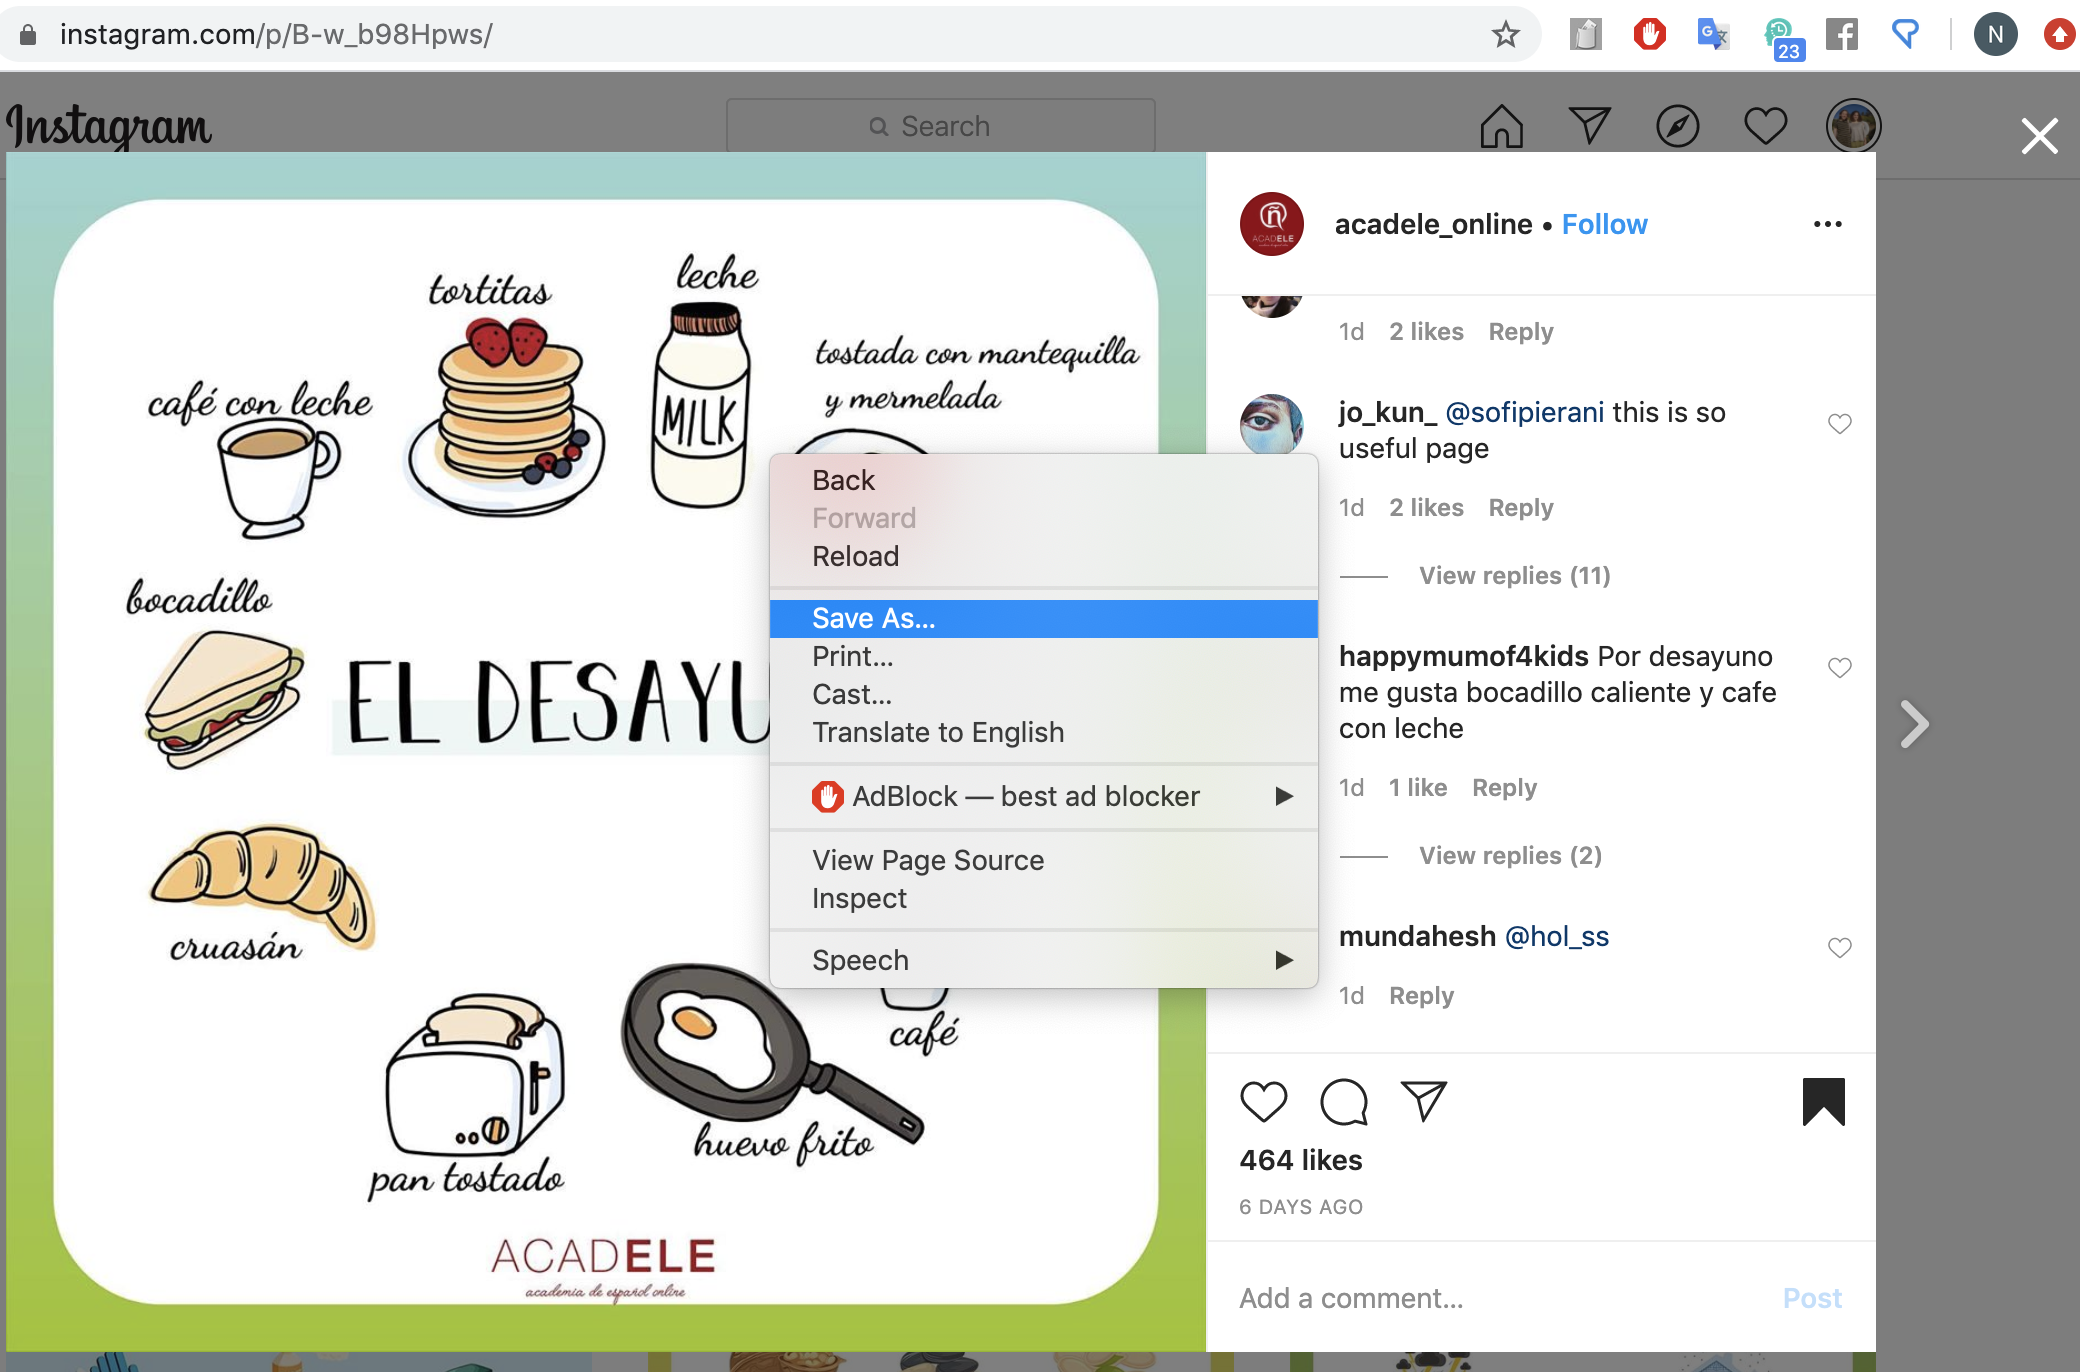 instagram.com/p/B-w_b98Hpws/
23
N
Instagram
Search
tortitas
leche
tostada con mantequilla
y mermelada
café con leche
MILK
bocadillo
EL DESAYU
cruasán
café
huevo frito
pan tostado
ACADELE
academia de español online
Back
Forward
Reload
Save As...
Print...
Cast...
Translate to English
AdBlock — best ad blocker
View Page Source
Inspect
Speech
ñ
ACADELE
acadele_online • Follow
1d 2 likes Reply
jo_kun_ @sofipierani this is so
useful page
1d 2 likes Reply
View replies (11)
happymumof4kids Por desayuno
me gusta bocadillo caliente y cafe
con leche
1d 1 like Reply
View replies (2)
mundahesh @hol_ss
1d Reply
464 likes
6 DAYS AGO
Add a comment...
Post